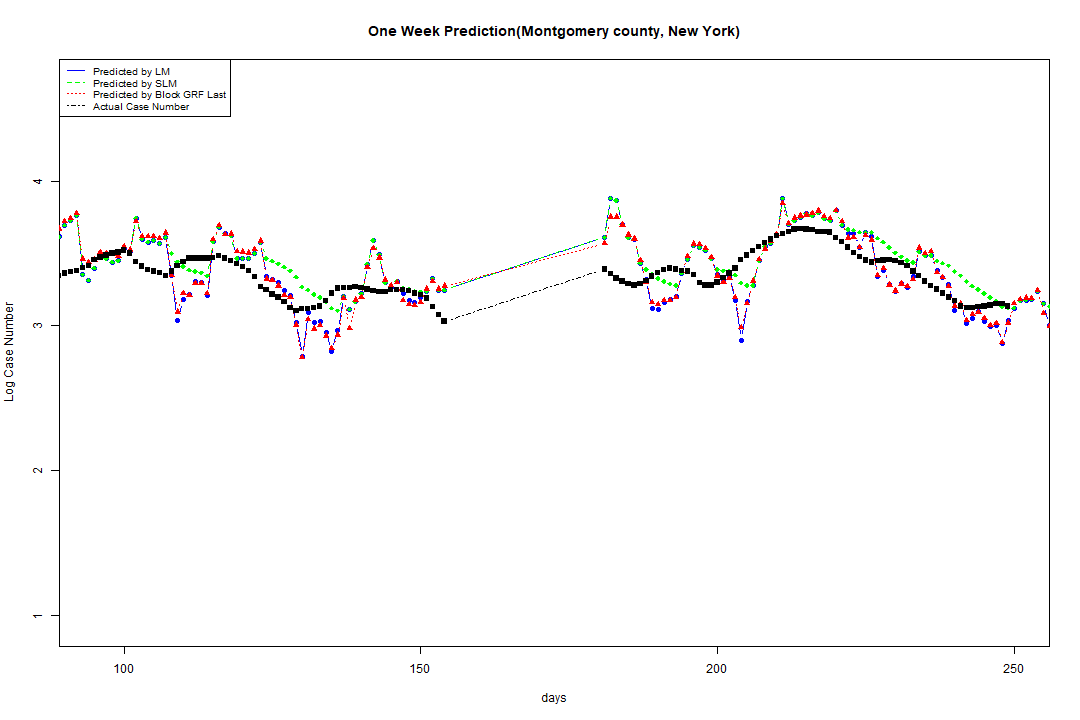 One Week Prediction(Montgomery county, New York)
Predicted by LM
Predicted by SLM
Predicted by Block GRF Last
Actual Case Number
4
3
2
1
Log Case Number
100
150
200
250
days